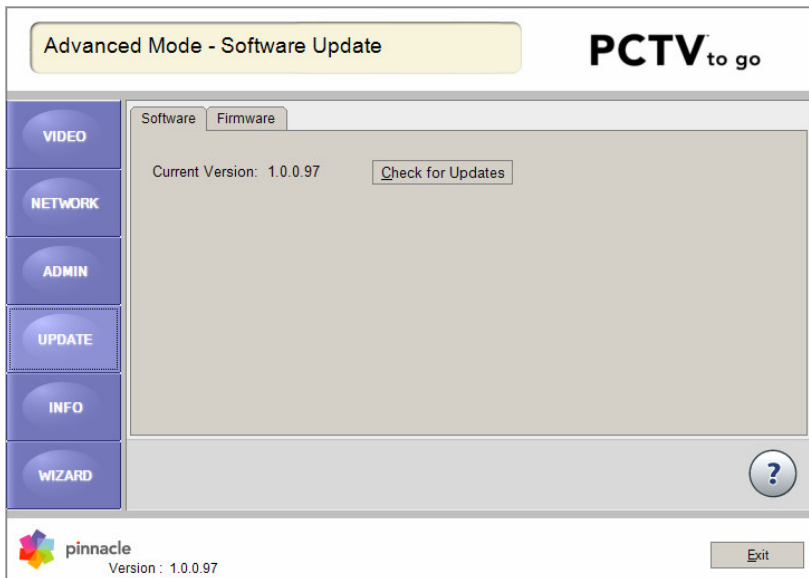 Advanced Mode - Software Update
PCTV to go
VIDEO
NETWORK
ADMIN
UPDATE
INFO
WIZARD
Software Firmware
Current Version: 1.0.0.97 Check for Updates
?
pinnacle
Version : 1.0.0.97
Exit